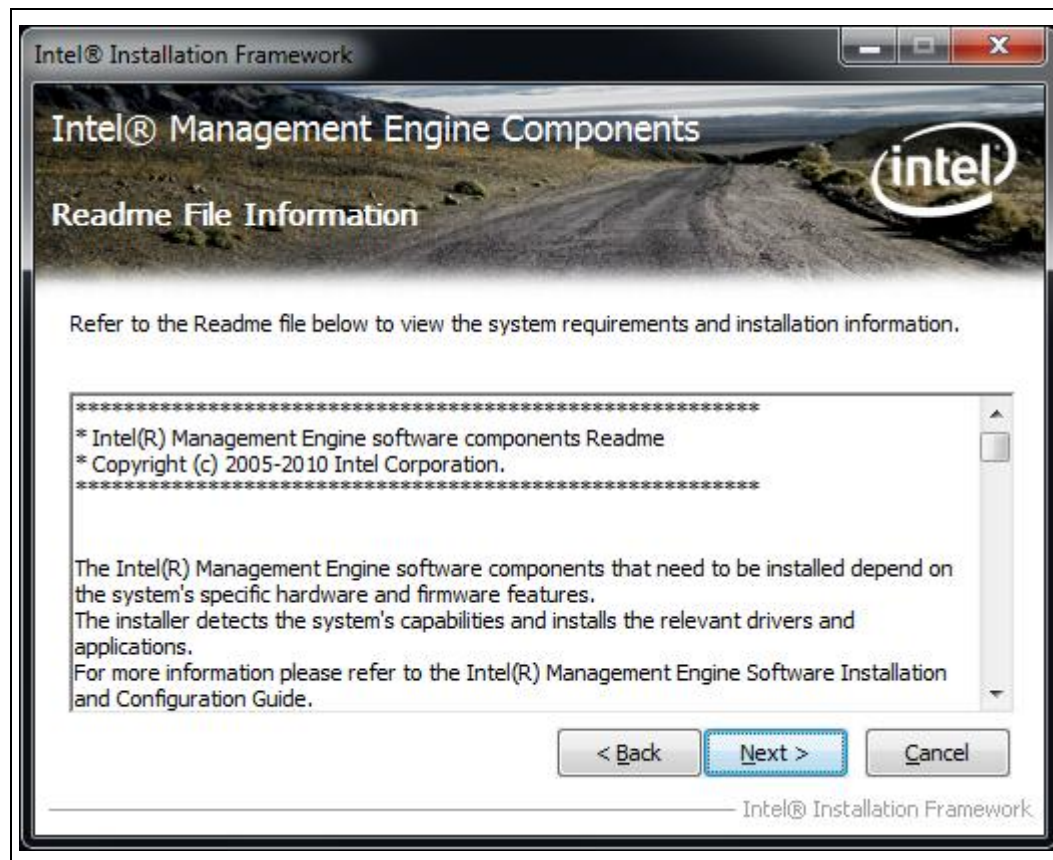 Intel® Installation Framework
Intel® Management Engine Components
intel
Readme File Information
Refer to the Readme file below to view the system requirements and installation information.
*********************************************************
* Intel(R) Management Engine software components Readme
* Copyright (c) 2005-2010 Intel Corporation.
*********************************************************
The Intel(R) Management Engine software components that need to be installed depend on
the system's specific hardware and firmware features.
The installer detects the system's capabilities and installs the relevant drivers and
applications.
For more information please refer to the Intel(R) Management Engine Software Installation
and Configuration Guide.
< Back
Next >
Cancel
Intel® Installation Framework